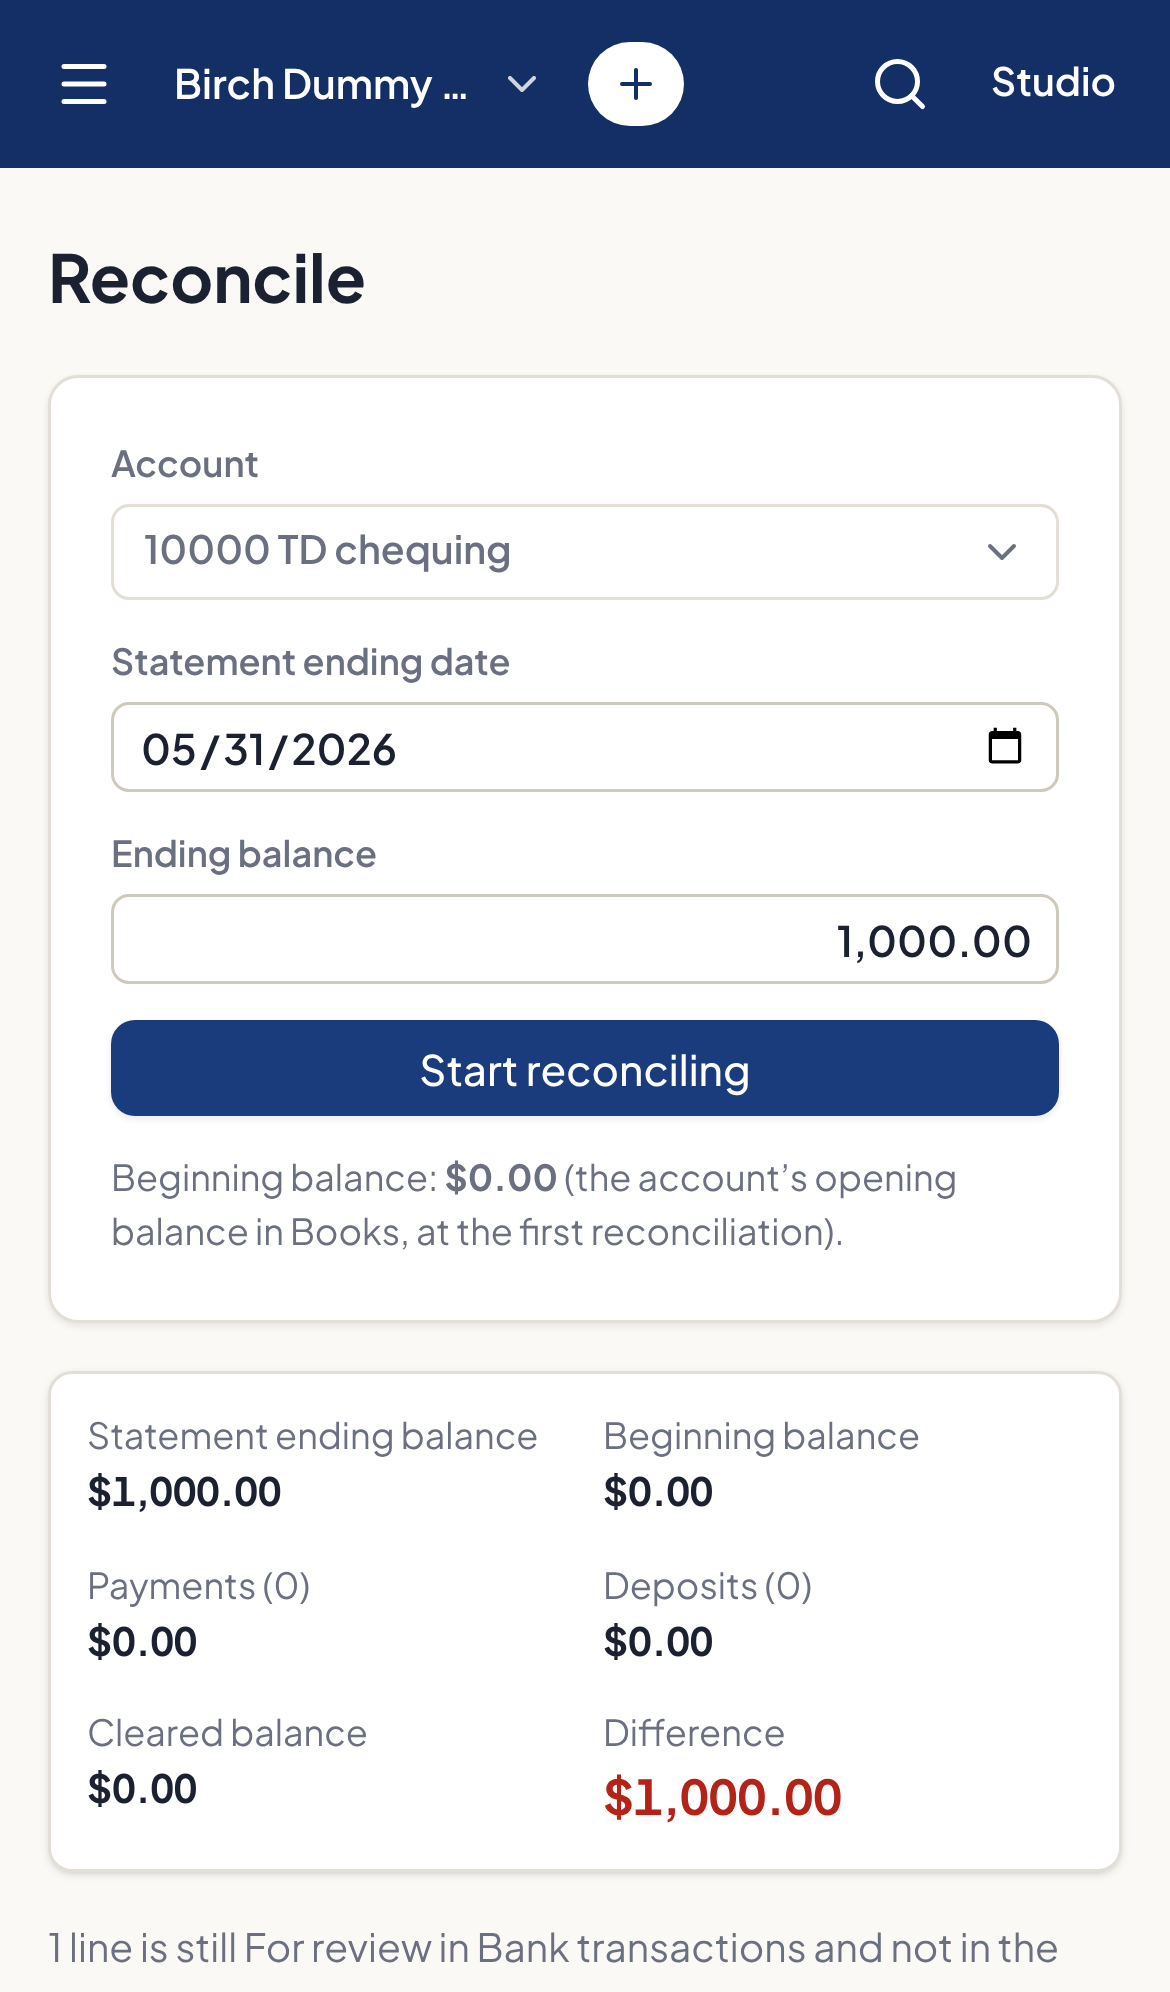 Birch Dummy ...
Studio
Reconcile
Account
10000 TD chequing
Statement ending date
05/31/2026
Ending balance
1,000.00
Start reconciling
Beginning balance: $0.00 (the account’s opening
balance in Books, at the first reconciliation).
Statement ending balance
$1,000.00
Beginning balance
$0.00
Payments (0)
$0.00
Deposits (0)
$0.00
Cleared balance
$0.00
Difference
$1,000.00
1 line is still For review in Bank transactions and not in the